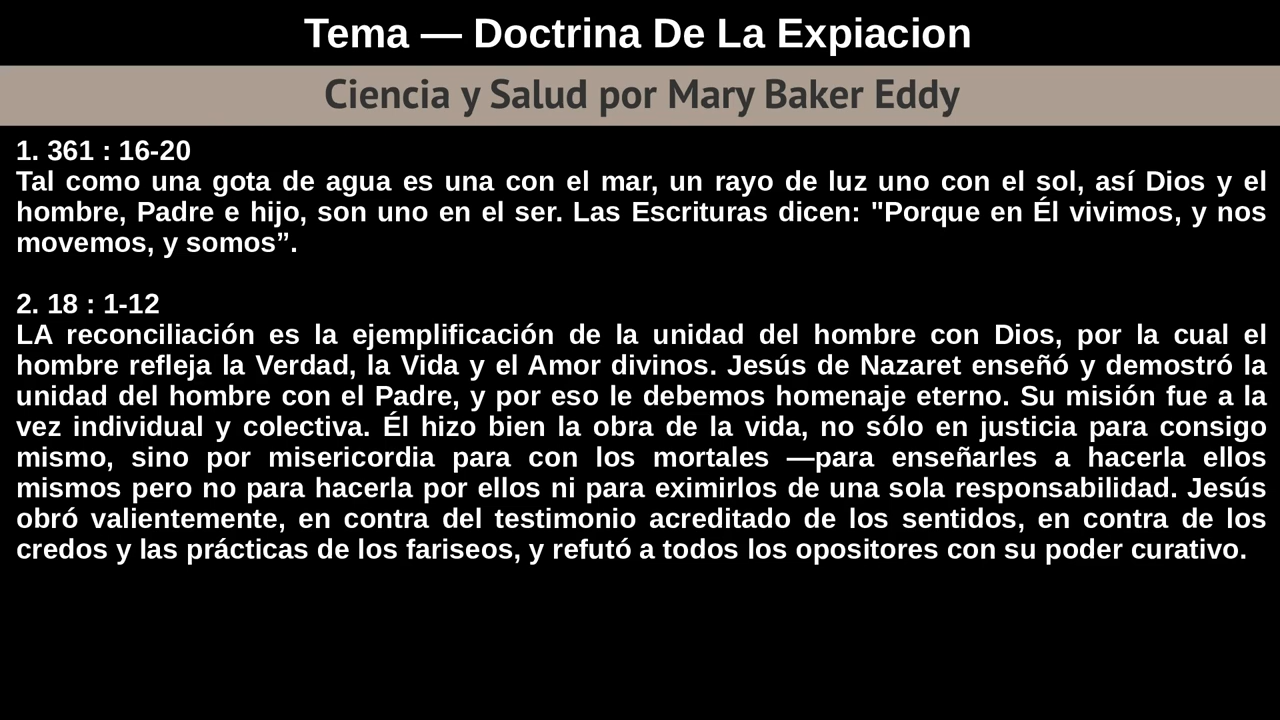 Tema — Doctrina De La Expiacion
Ciencia y Salud por Mary Baker Eddy
1. 361 : 16-20
Tal como una gota de agua es una con el mar, un rayo de luz uno con el sol, así Dios y el
hombre, Padre e hijo, son uno en el ser. Las Escrituras dicen: "Porque en Él vivimos, y nos
movemos, y somos”.
2. 18 : 1-12
LA reconciliación es la ejemplificación de la unidad del hombre con Dios, por la cual el
hombre refleja la Verdad, la Vida y el Amor divinos. Jesús de Nazaret enseñó y demostró la
unidad del hombre con el Padre, y por eso le debemos homenaje eterno. Su misión fue a la
vez individual y colectiva. Él hizo bien la obra de la vida, no sólo en justicia para consigo
mismo, sino por misericordia para con los mortales —para enseñarles a hacerla ellos
mismos pero no para hacerla por ellos ni para eximirlos de una sola responsabilidad. Jesús
obró valientemente, en contra del testimonio acreditado de los sentidos, en contra de los
credos y las prácticas de los fariseos, y refutó a todos los opositores con su poder curativo.